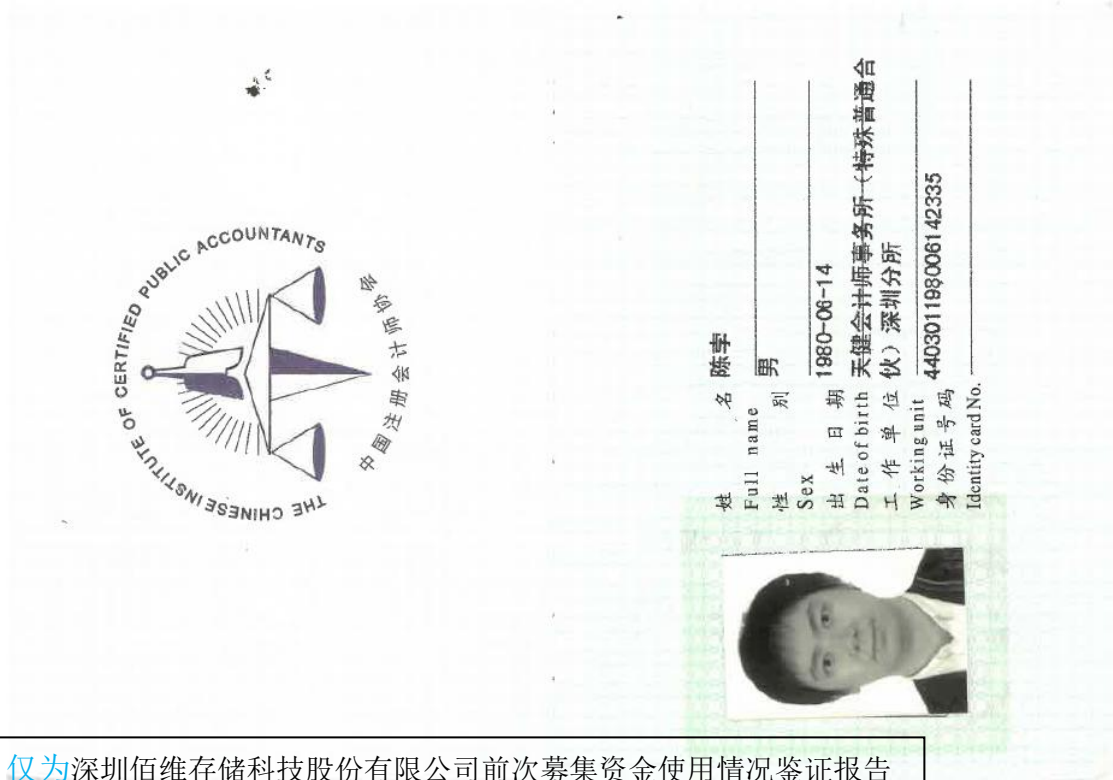 THE CHINESE INSTITUTE OF CERTIFIED PUBLIC ACCOUNTANTS
中国注册会计师协会
姓 名 陈孛
Full name
性 别 男
Sex
出 生 日 期 1980-06-14
Date of birth
工 作 单 位 天健会计师事务所（特殊普通合
伙）深圳分所
Working unit
身份证号码 440301198006142335
Identity card No.
仅为深圳佰维存储科技股份有限公司前次募集资金使用情况鉴证报告